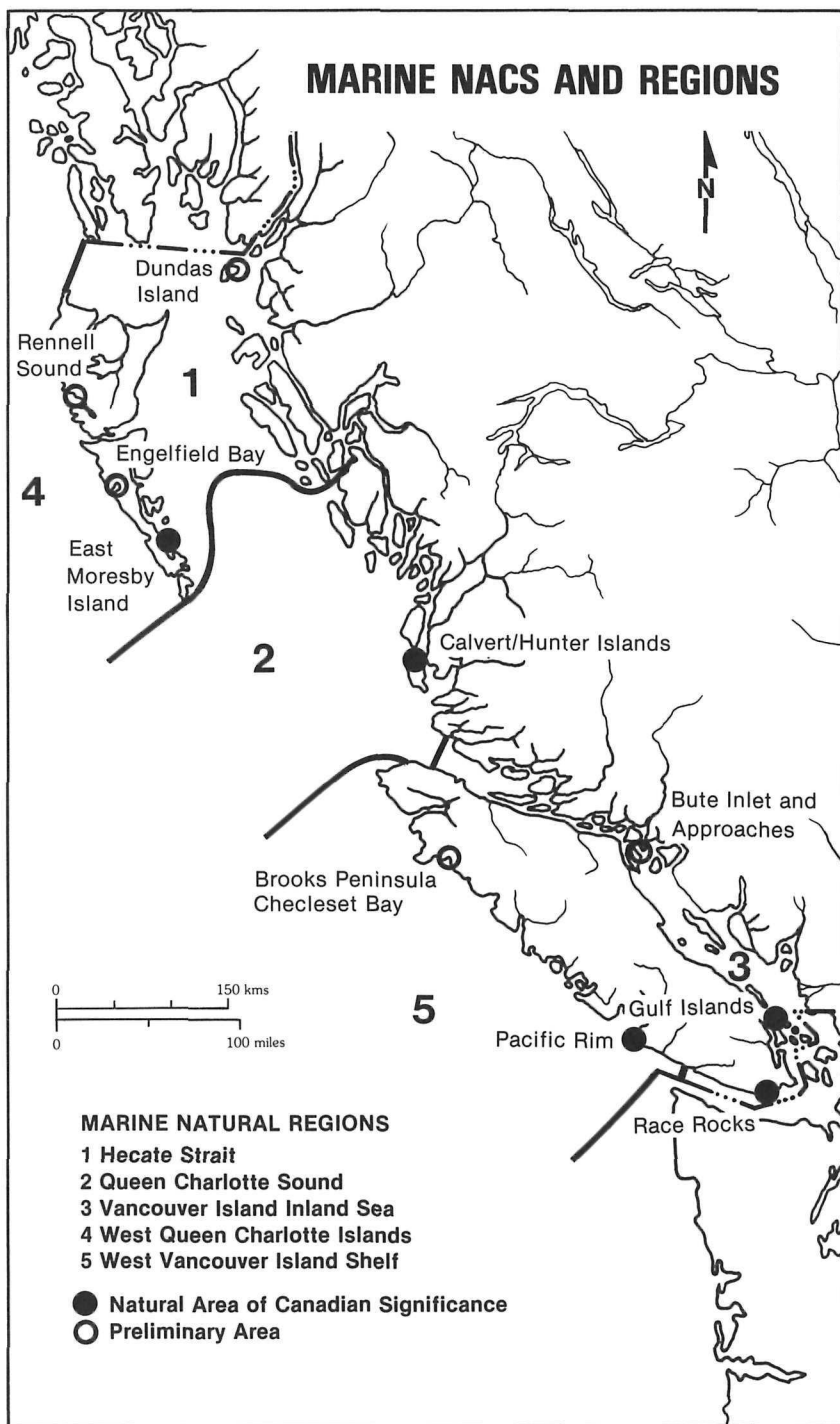 MARINE NACS AND REGIONS
N
Dundas
Island
Rennell
Sound
1
Engelfield Bay
4
East
Moresby
Island
2
Calvert/Hunter Islands
Bute Inlet and
Approaches
Brooks Peninsula
Checleset Bay
3
0 150 kms
0 100 miles
5
Gulf Islands
Pacific Rim
Race Rocks
MARINE NATURAL REGIONS
1 Hecate Strait
2 Queen Charlotte Sound
3 Vancouver Island Inland Sea
4 West Queen Charlotte Islands
5 West Vancouver Island Shelf
Natural Area of Canadian Significance
Preliminary Area